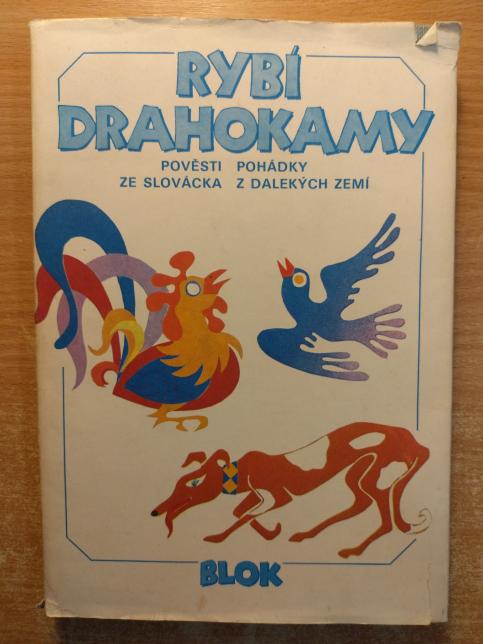 RYBÍ
DRAHOKAMY
POVĚSTI POHÁDKY
ZE SLOVÁCKA Z DALEKÝCH ZEMÍ
BLOK